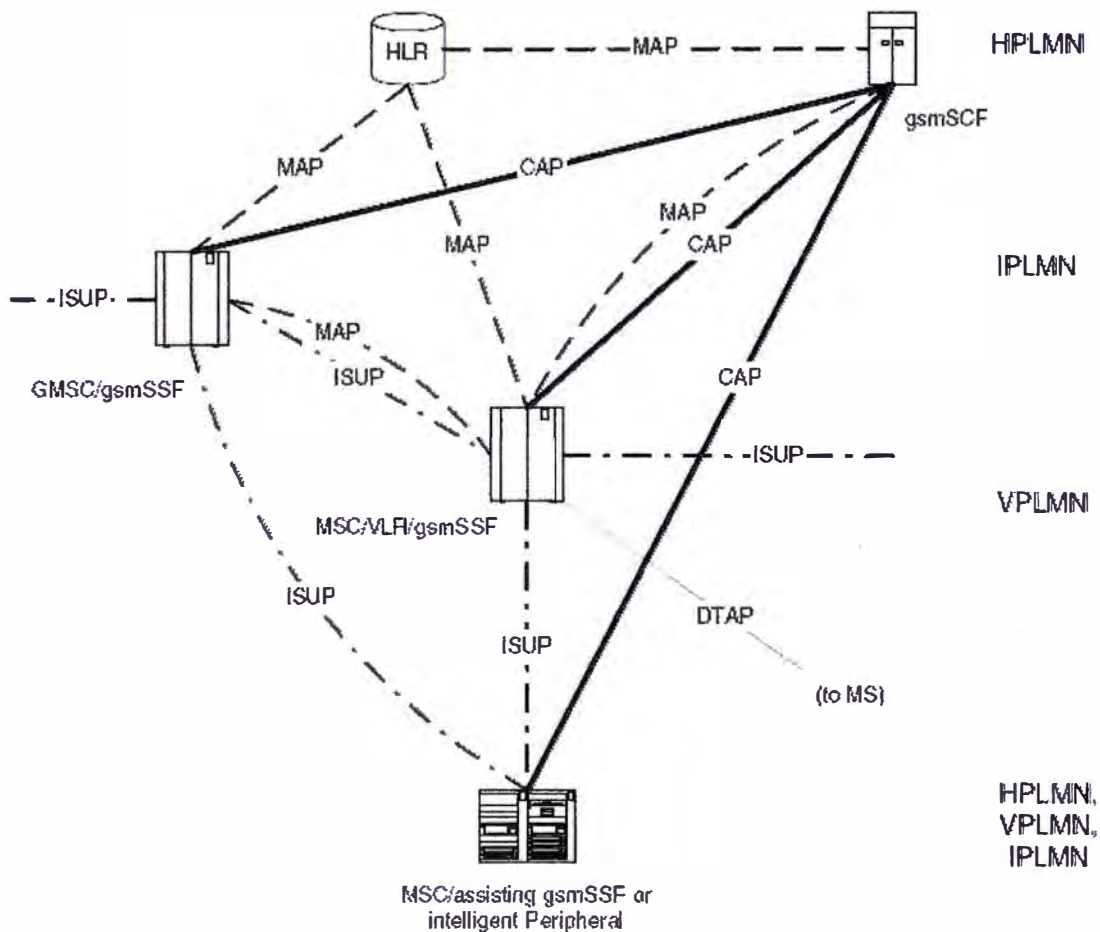 HLR
MAP
HPLMN
gsmSCF
MAP
CAP
MAP
MAP
CAP
IPLMN
ISUP
MAP
ISUP
CAP
GMSC/gsmSSF
ISUP
VPLMN
MSC/VLR/gsmSSF
ISUP
ISUP
DTAP
(to MS)
HPLMN,
VPLMN,
IPLMN
MSC/assisting gsmSSF or
intelligent Peripheral